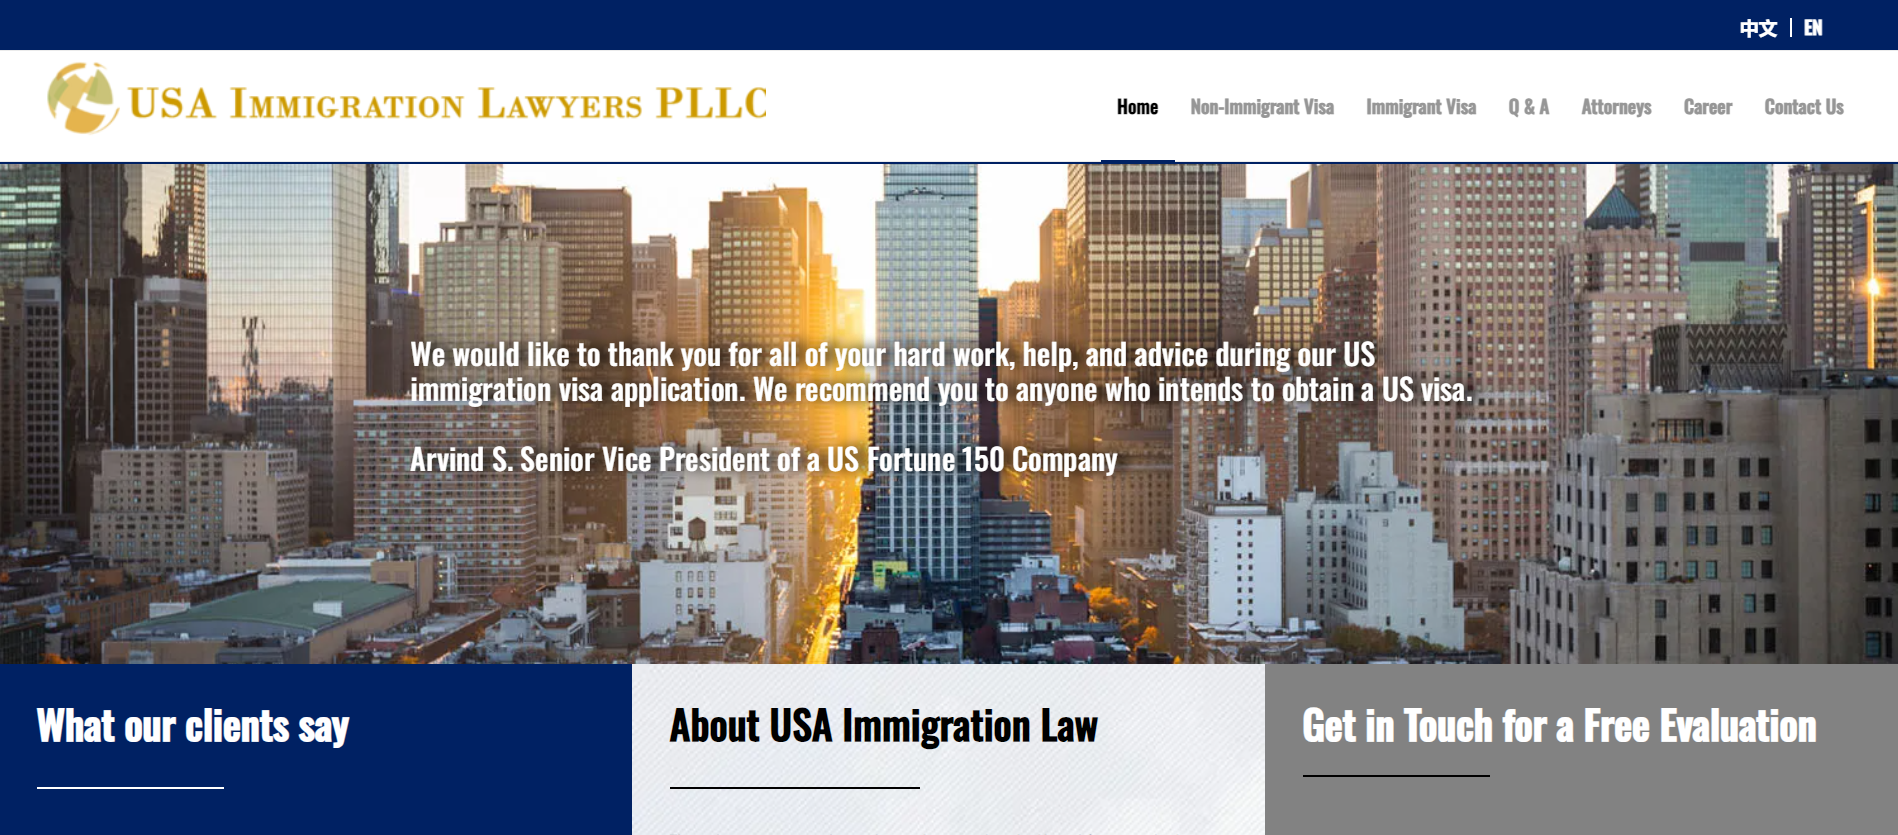 中文 | EN
USA IMMIGRATION LAWYERS PLLC
Home Non-Immigrant Visa Immigrant Visa Q & A Attorneys Career Contact Us
We would like to thank you for all of your hard work, help, and advice during our US
immigration visa application. We recommend you to anyone who intends to obtain a US visa.
Arvind S. Senior Vice President of a US Fortune 150 Company
What our clients say
About USA Immigration Law
Get in Touch for a Free Evaluation